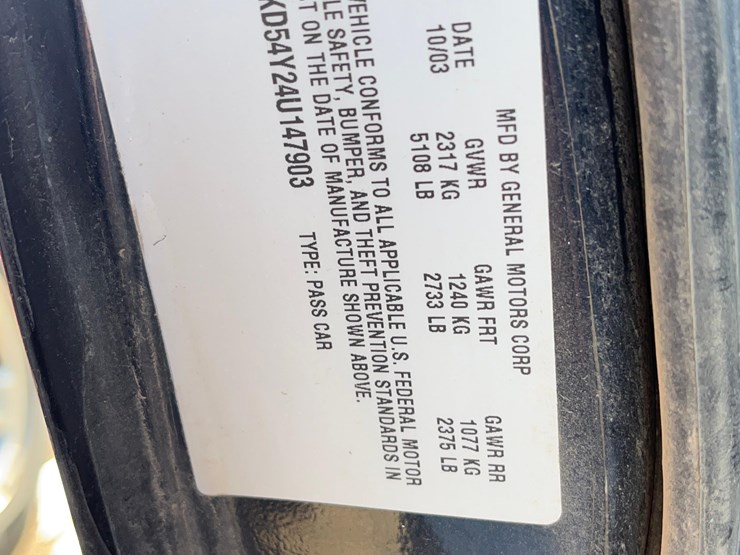 MFD BY GENERAL MOTORS CORP
DATE GVWR GAWR FRT GAWR RR
10/03 2317 KG 1240 KG 1077 KG
5108 LB 2733 LB 2375 LB
VEHICLE CONFORMS TO ALL APPLICABLE U.S. FEDERAL MOTOR
LE SAFETY, BUMPER, AND THEFT PREVENTION STANDARDS IN
T ON THE DATE OF MANUFACTURE SHOWN ABOVE.
KD54Y24U147903 TYPE: PASS CAR